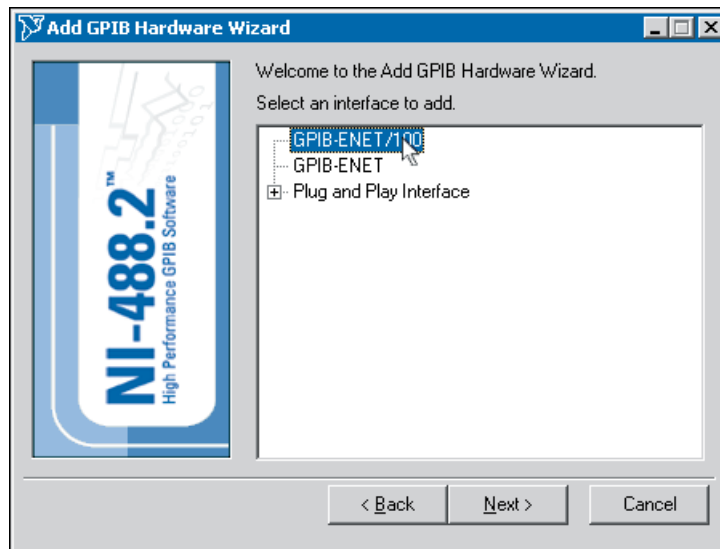 Add GPIB Hardware Wizard
Welcome to the Add GPIB Hardware Wizard.
Select an interface to add.
GPIB-ENET/100
GPIB-ENET
Plug and Play Interface
NI-488.2™
High Performance GPIB Software
< Back
Next >
Cancel